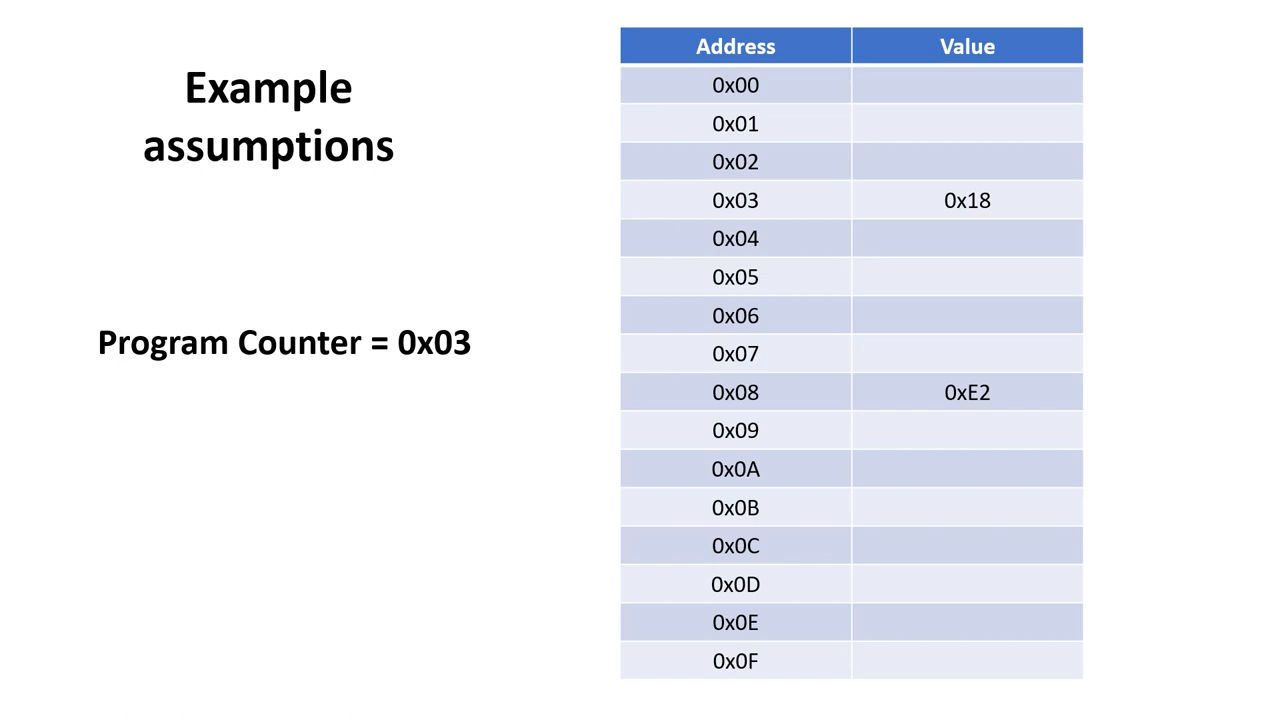 Example
assumptions
Program Counter = 0x03
Address Value
0x00
0x01
0x02
0x03 0x18
0x04
0x05
0x06
0x07
0x08 0xE2
0x09
0x0A
0x0B
0x0C
0x0D
0x0E
0x0F